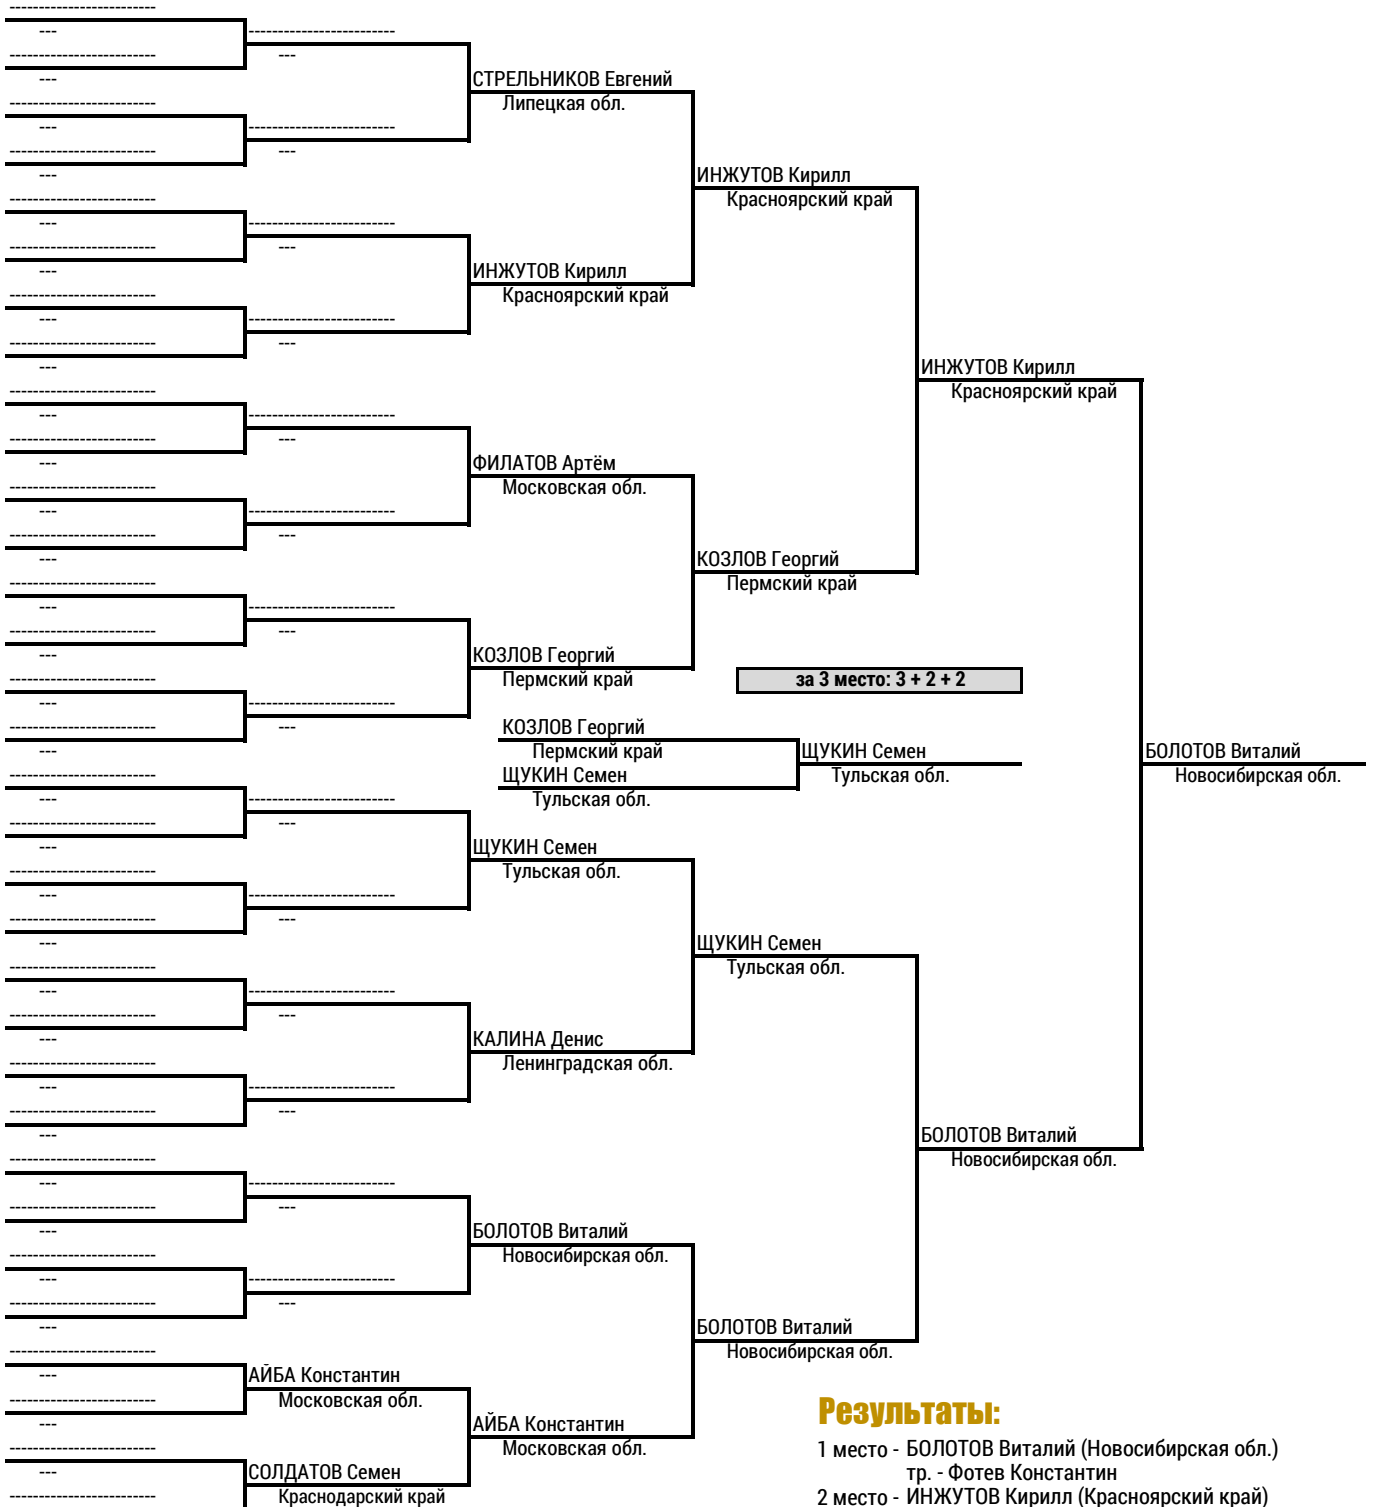 СТРЕЛЬНИКОВ Евгений
Липецкая обл.
ИНЖУТОВ Кирилл
Красноярский край
ИНЖУТОВ Кирилл
Красноярский край
ИНЖУТОВ Кирилл
Красноярский край
ФИЛАТОВ Артём
Московская обл.
КОЗЛОВ Георгий
Пермский край
КОЗЛОВ Георгий
Пермский край
за 3 место: 3 + 2 + 2
КОЗЛОВ Георгий
Пермский край
ЩУКИН Семен
Тульская обл.
ЩУКИН Семен
Тульская обл.
БОЛОТОВ Виталий
Новосибирская обл.
ЩУКИН Семен
Тульская обл.
ЩУКИН Семен
Тульская обл.
КАЛИНА Денис
Ленинградская обл.
БОЛОТОВ Виталий
Новосибирская обл.
БОЛОТОВ Виталий
Новосибирская обл.
БОЛОТОВ Виталий
Новосибирская обл.
АЙБА Константин
Московская обл.
АЙБА Константин
Московская обл.
СОЛДАТОВ Семен
Краснодарский край
Результаты:
1 место - БОЛОТОВ Виталий (Новосибирская обл.)
тр. - Фотев Константин
2 место - ИНЖУТОВ Кирилл (Красноярский край)